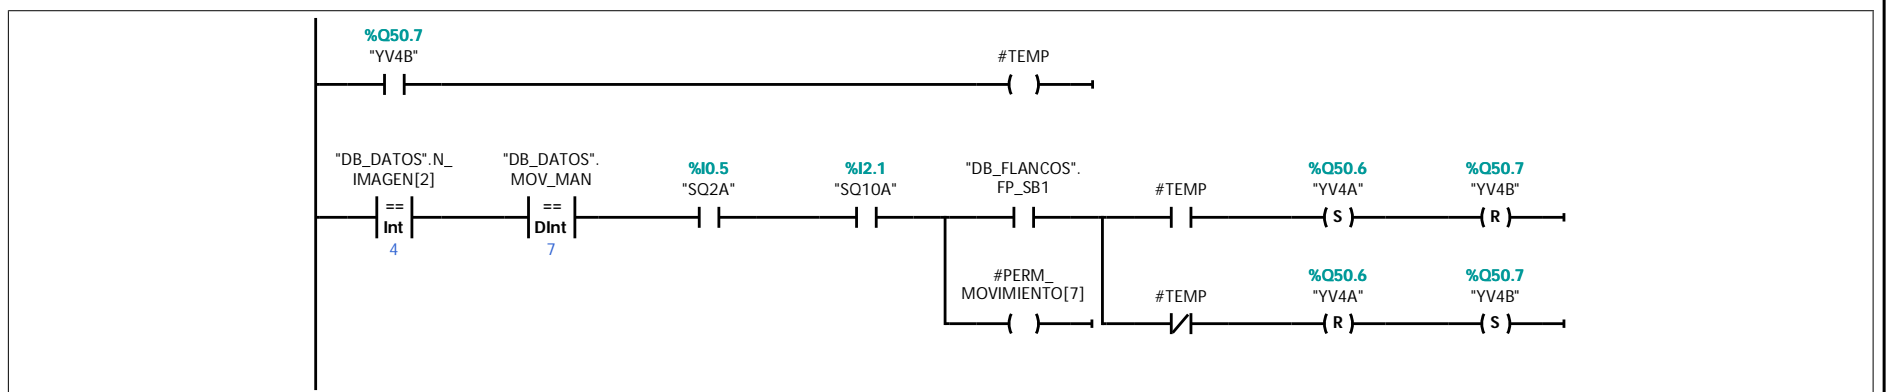 %Q50.7
"YV4B"
#TEMP
( )
"DB_DATOS".N_
IMAGEN[2]
==
Int
4
"DB_DATOS".
MOV_MAN
==
DInt
7
%I0.5
"SQ2A"
%I2.1
"SQ10A"
"DB_FLANCOS".
FP_SB1
#TEMP
%Q50.6
"YV4A"
( S )
%Q50.7
"YV4B"
( R )
#PERM_
MOVIMIENTO[7]
( )
#TEMP
%Q50.6
"YV4A"
( R )
%Q50.7
"YV4B"
( S )